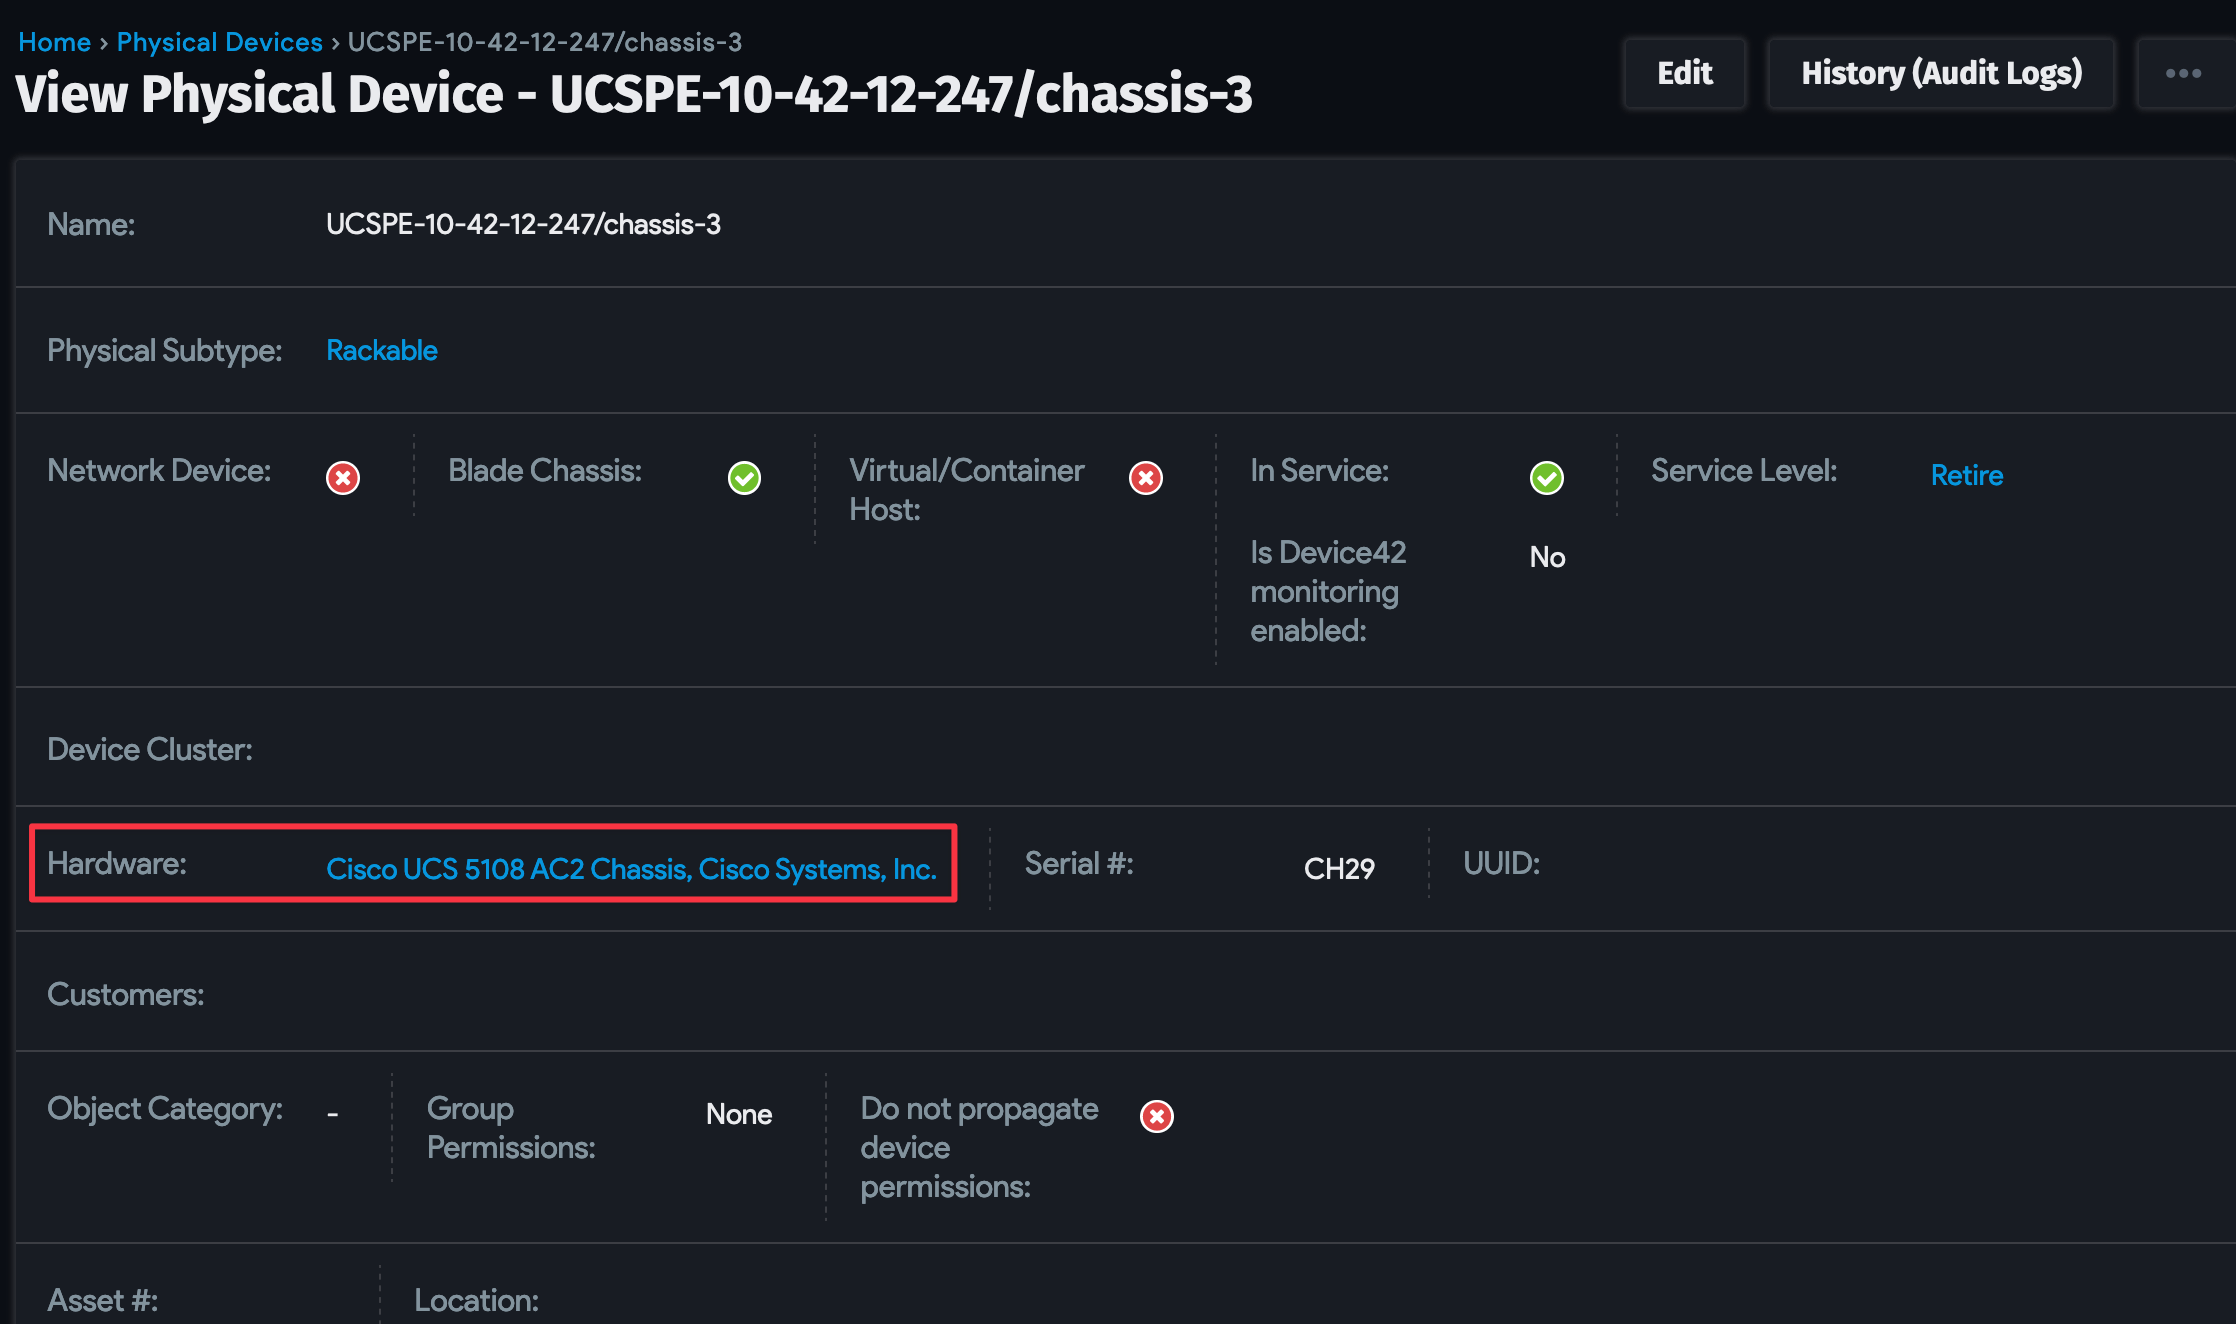 Home › Physical Devices › UCSPE-10-42-12-247/chassis-3
View Physical Device - UCSPE-10-42-12-247/chassis-3
Edit
History (Audit Logs)
Name: UCSPE-10-42-12-247/chassis-3
Physical Subtype: Rackable
Network Device:
Blade Chassis:
Virtual/Container
Host:
In Service:
Is Device42
monitoring
enabled:
No
Service Level: Retire
Device Cluster:
Hardware: Cisco UCS 5108 AC2 Chassis, Cisco Systems, Inc.
Serial #: CH29
UUID:
Customers:
Object Category: -
Group
Permissions:
None
Do not propagate
device
permissions:
Asset #:
Location: